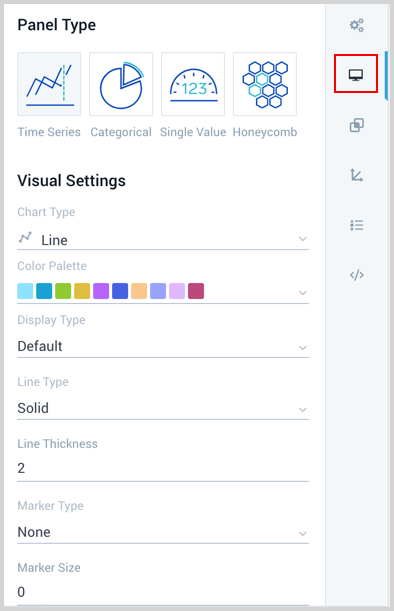 Panel Type
123
Time Series Categorical Single Value Honeycomb
Visual Settings
Chart Type
Line
Color Palette
Display Type
Default
Line Type
Solid
Line Thickness
2
Marker Type
None
Marker Size
0